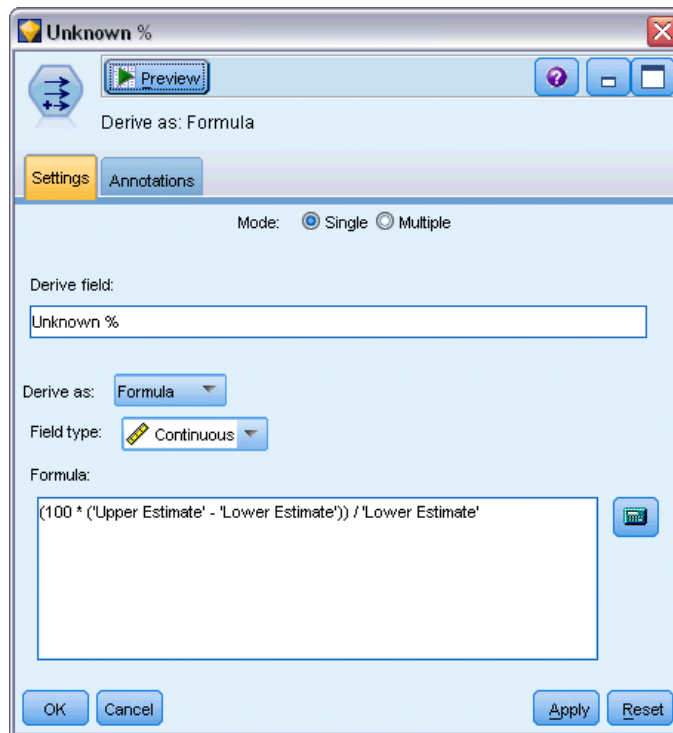 Unknown %
Preview
Derive as: Formula
Settings Annotations
Mode: Single Multiple
Derive field:
Unknown %
Derive as: Formula
Field type: Continuous
Formula:
(100 * ('Upper Estimate' - 'Lower Estimate')) / 'Lower Estimate'
OK Cancel Apply Reset